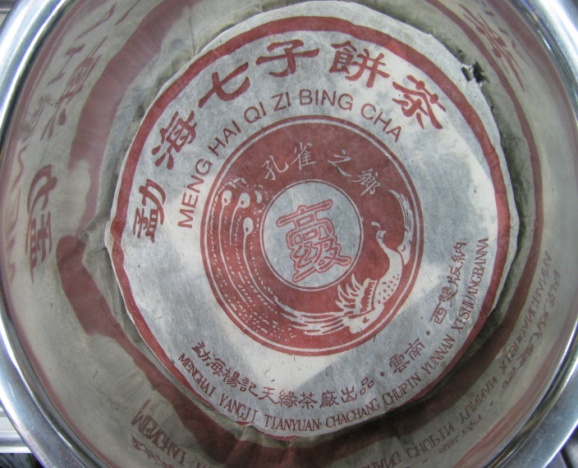 勐海七子餅茶
MENG HAI QI ZI BING CHA
孔雀之鄉
勐海楊記天緣茶廠出品·雲南·西雙版納
MENGHAI YANGJI TIANYUAN CHACHANG CHUPIN YUNNAN XISHUANGBANNA